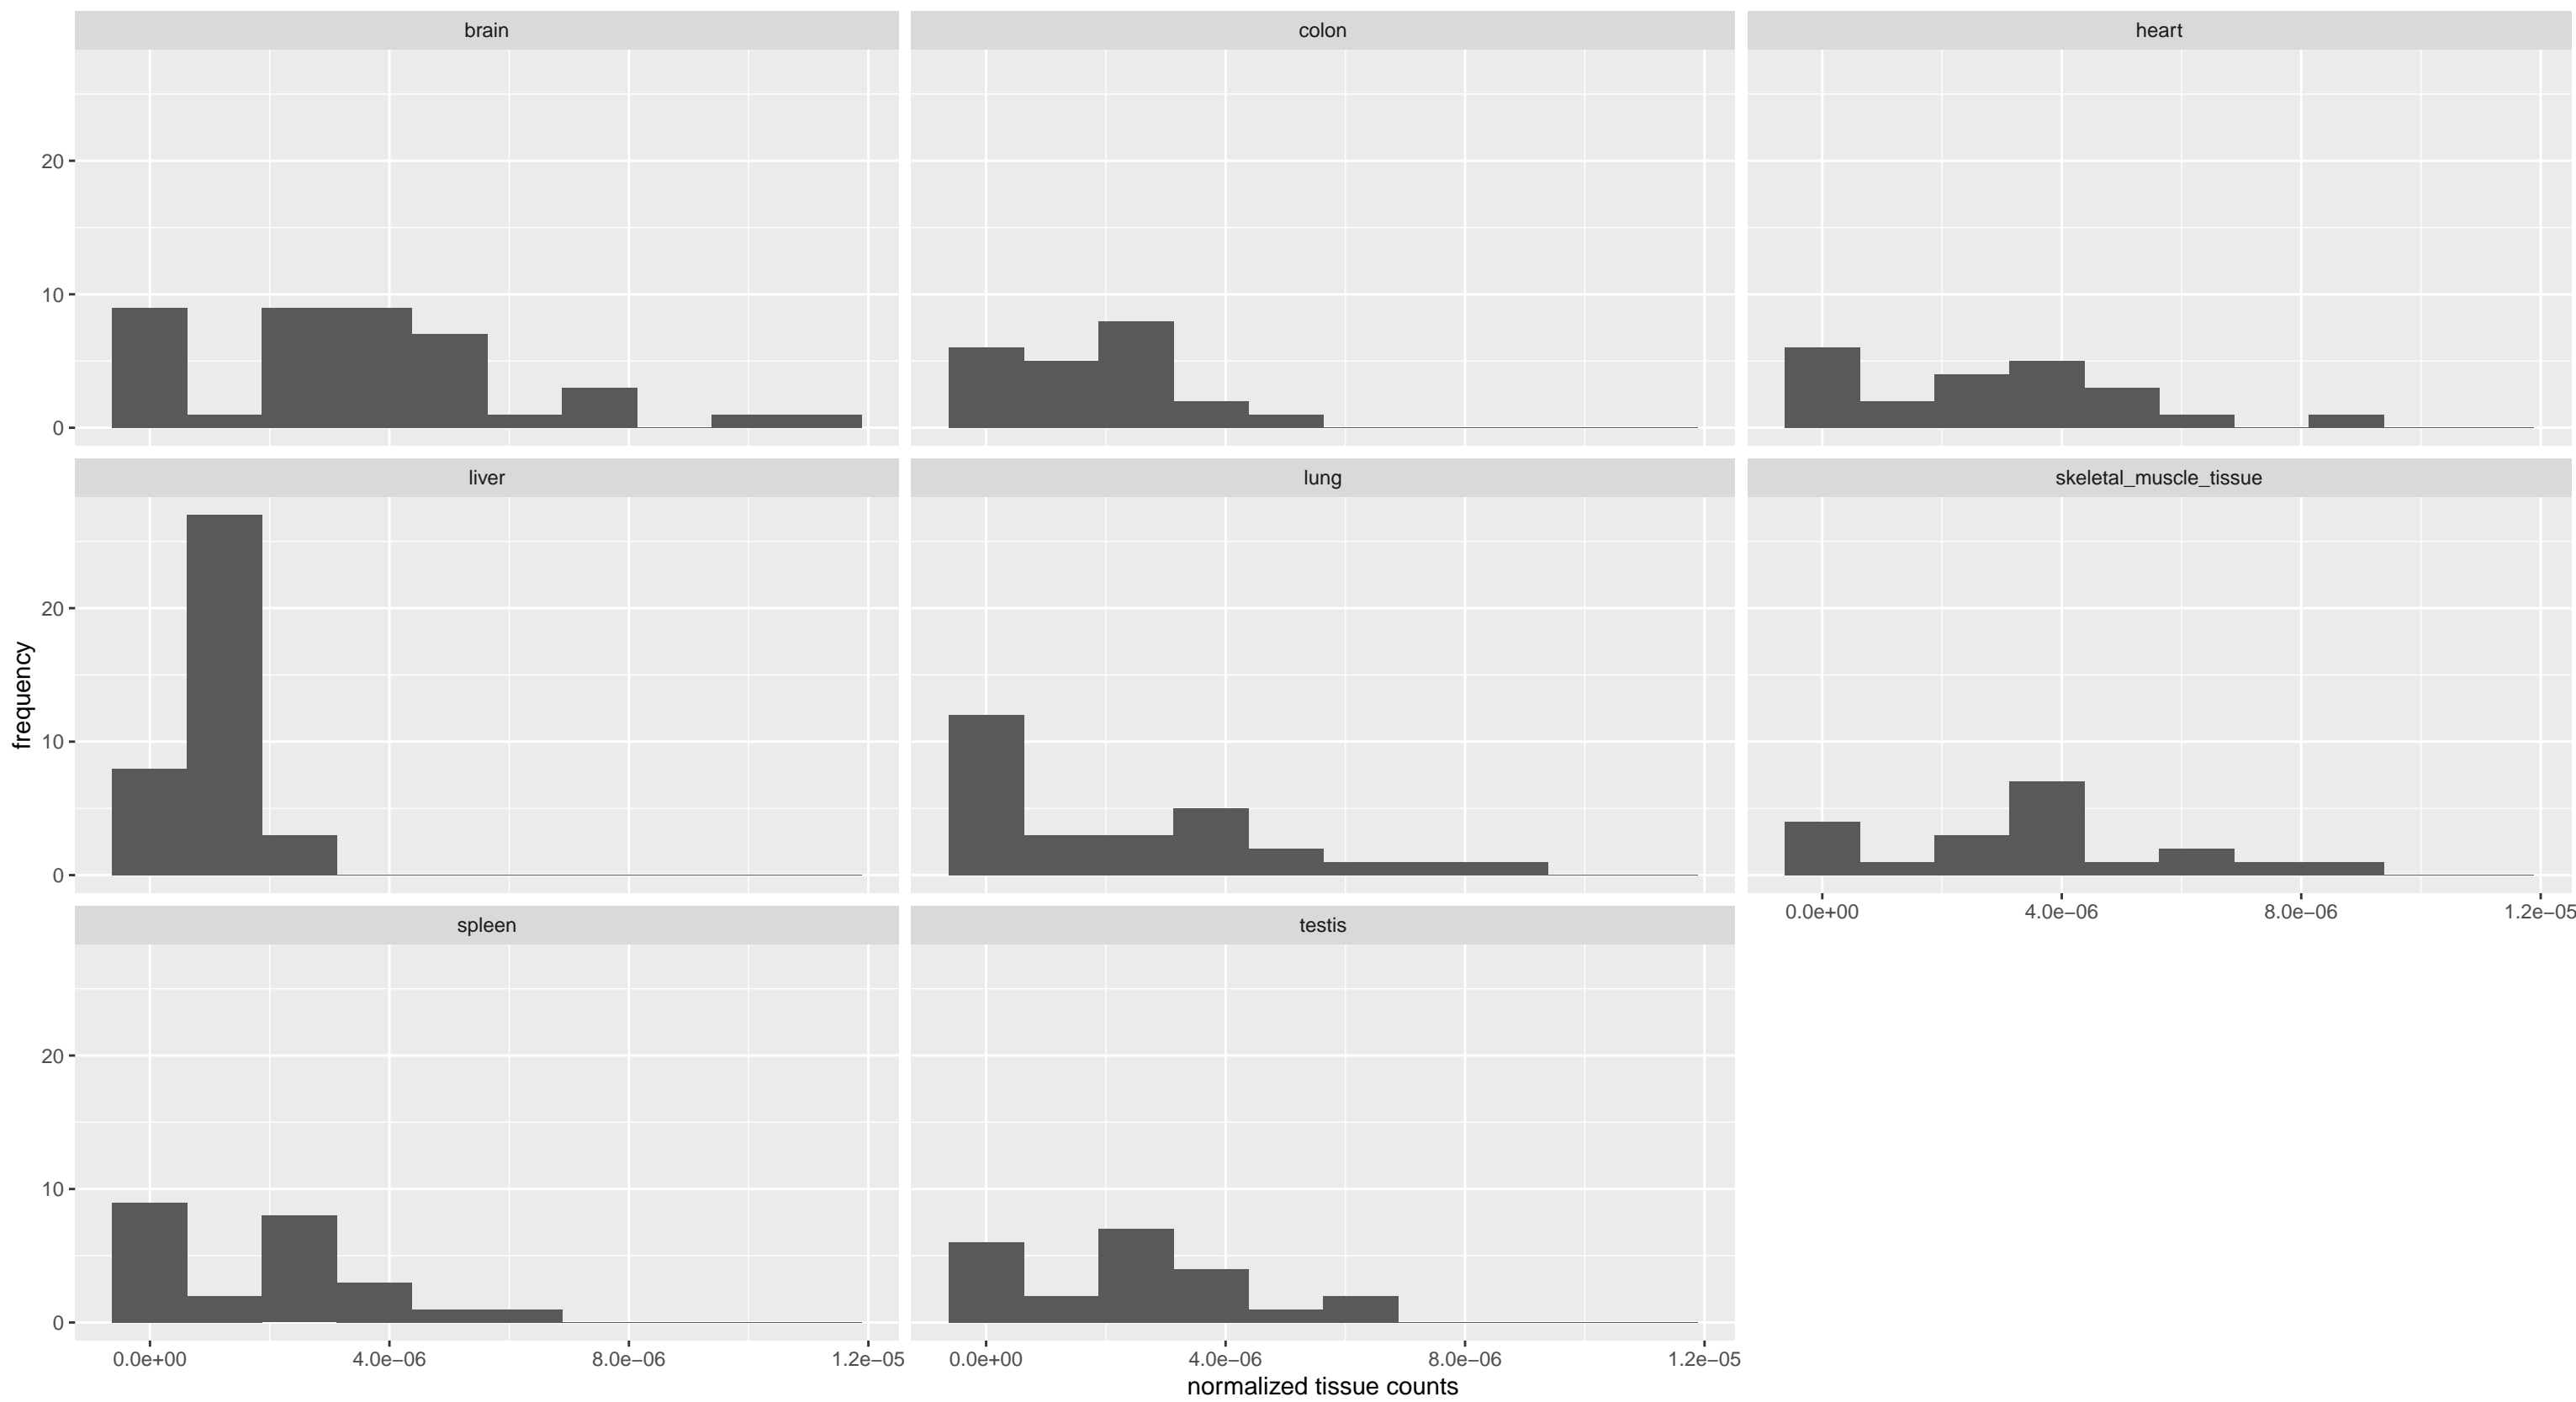 brain
colon
heart
20
10
0
liver
lung
skeletal_muscle_tissue
20
10
0
frequency
0.0e+00 4.0e−06 8.0e−06 1.2e−05
spleen
testis
20
10
0
0.0e+00 4.0e−06 8.0e−06 1.2e−05
0.0e+00 4.0e−06 8.0e−06 1.2e−05
normalized tissue counts